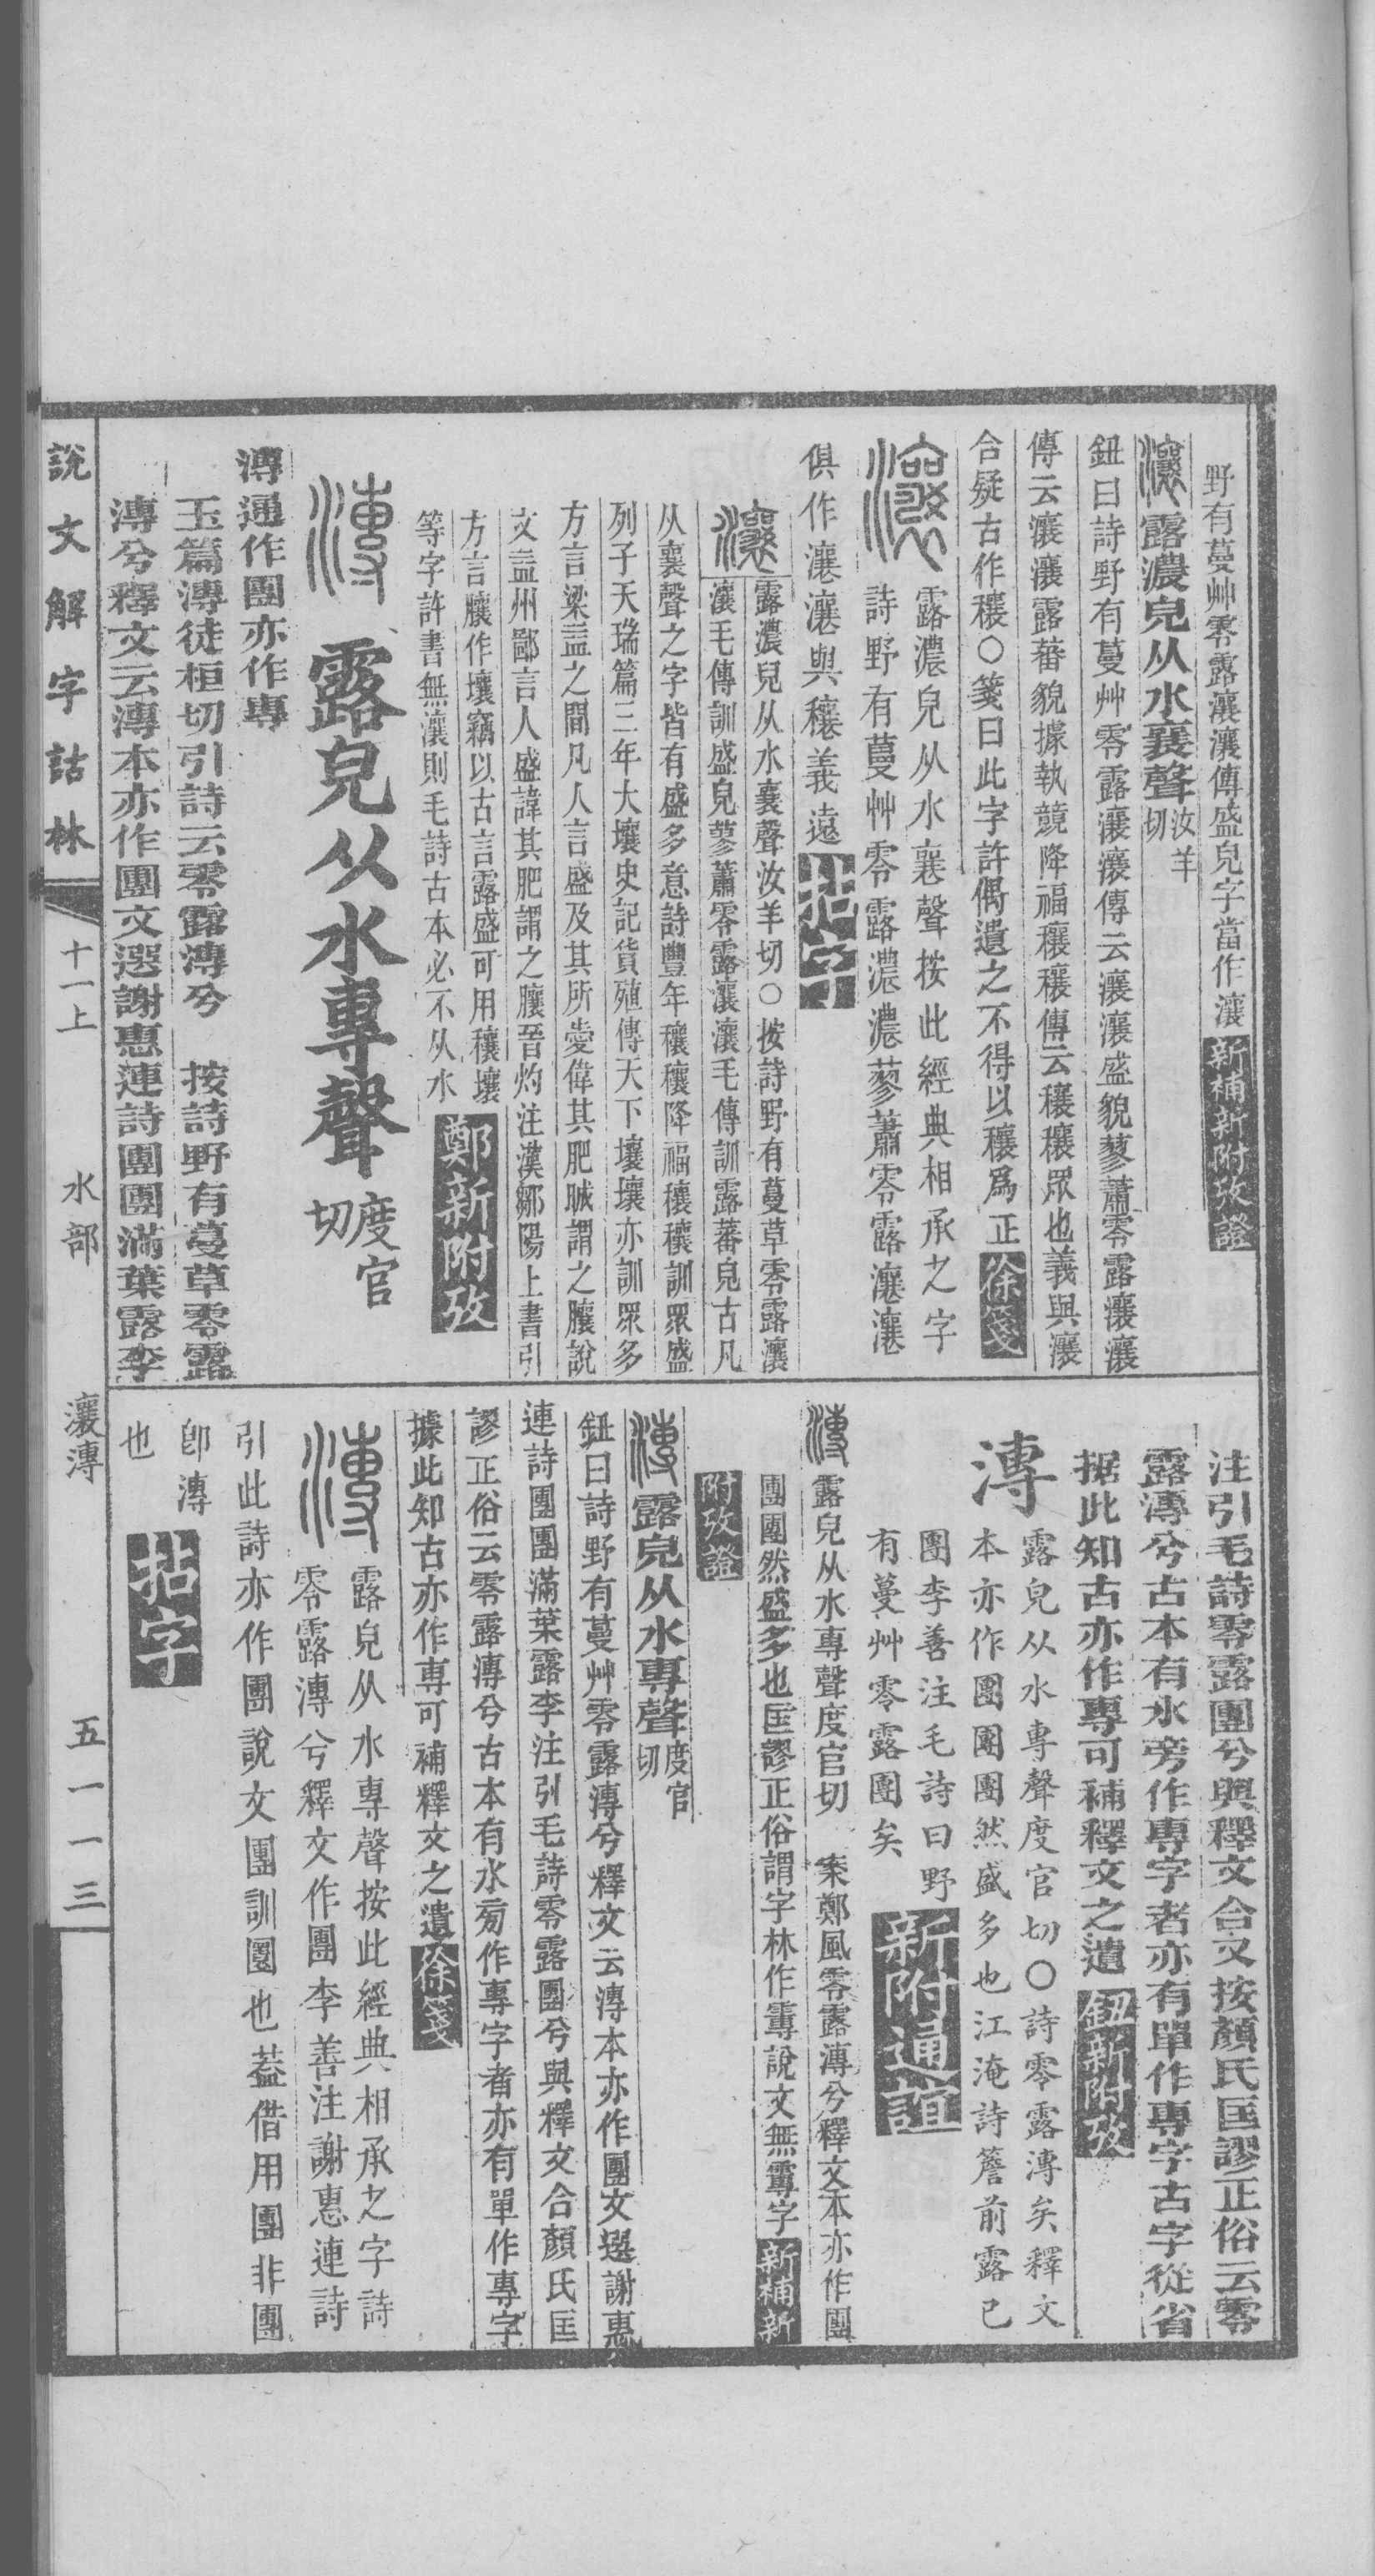 野有蔓艸零露瀼瀼傳盛皃字當作瀼 新補新附攷證
瀼 露濃皃从水襄聲汝羊切
鈕曰詩野有蔓艸零露瀼瀼傳云瀼瀼盛貌蓼蕭零露瀼瀼
傳云瀼瀼露蕃貌據執競降福穰穰傳云穰穰眾也義與瀼
合疑古作穰○箋曰此字許偶遺之不得以穰爲正 徐箋
瀼 露濃皃从水襄聲按此經典相承之字
詩野有蔓艸零露濃濃蓼蕭零露瀼瀼
俱作瀼瀼與穰義遠 拈字
瀼 露濃皃从水襄聲汝羊切○按詩野有蔓草零露瀼
瀼毛傳訓盛皃蓼蕭零露瀼瀼毛傳訓露蕃皃古凡
从襄聲之字皆有盛多意詩豐年穰穰降福穰穰訓眾盛
列子天瑞篇三年大壤史記貨殖傳天下壤壤亦訓眾多
方言梁益之間凡人言盛及其所愛偉其肥晠謂之臁說
文益州鄙言人盛諱其肥謂之臁晉灼注漢鄒陽上書引
方言臁作壤竊以古言露盛可用穰壤
等字許書無瀼則毛詩古本必不从水 鄭新附攷
漙 露皃从水專聲度官切
漙通作團亦作專
玉篇漙徒桓切引詩云零露漙兮 按詩野有蔓草零露
漙兮釋文云漙本亦作團文選謝惠連詩團團滿葉露李
注引毛詩零露團兮與釋文合又按顏氏匡謬正俗云零
露漙兮古本有水旁作專字者亦有單作專字古字從省
据此知古亦作專可補釋文之遺 鈕新附攷
漙 露皃从水專聲度官切○詩零露漙矣釋文
本亦作團團團然盛多也江淹詩簷前露已
團李善注毛詩曰野
有蔓艸零露團矣 新附通誼
漙 露皃从水專聲度官切 案鄭風零露漙兮釋文本亦作團
團團然盛多也匡謬正俗謂字林作䨠說文無䨠字 新補新
附攷證
漙 露皃从水專聲度官切
鈕曰詩野有蔓艸零露漙兮釋文云漙本亦作團文選謝惠
連詩團團滿葉露李注引毛詩零露團兮與釋文合顏氏匡
謬正俗云零露漙兮古本有水菊作專字者亦有單作專字
據此知古亦作專可補釋文之遺 徐箋
漙 露皃从水專聲按此經典相承之字詩
零露漙兮釋文作團李善注謝惠連詩
引此詩亦作團說文團訓圜也葢借用團非團
卽漙
也 拈字
說文解字詁林 十一上 水部 瀼漙 五一一三